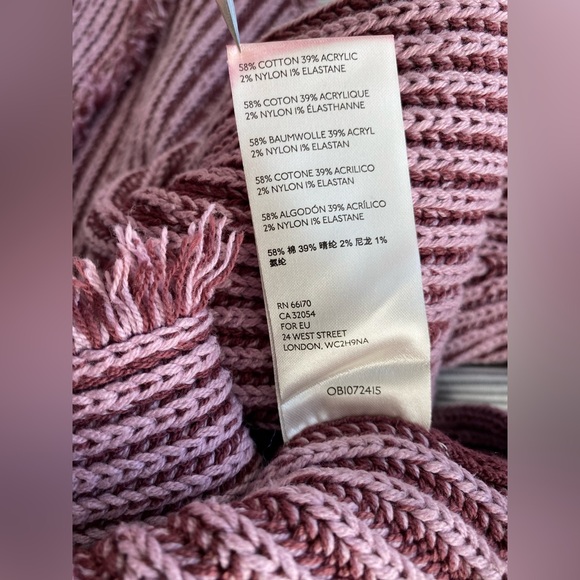 58% COTTON 39% ACRYLIC
2% NYLON 1% ELASTANE
58% COTON 39% ACRYLIQUE
2% NYLON 1% ÉLASTHANNE
58% BAUMWOLLE 39% ACRYL
2% NYLON 1% ELASTAN
58% COTONE 39% ACRILICO
2% NYLON 1% ELASTAN
58% ALGODÓN 39% ACRÍLICO
2% NYLON 1% ELASTANE
58% 棉 39% 晴纶 2% 尼龙 1%
氨纶
RN 66170
CA 32054
FOR EU
24 WEST STREET
LONDON, WC2H9NA
OB1072415